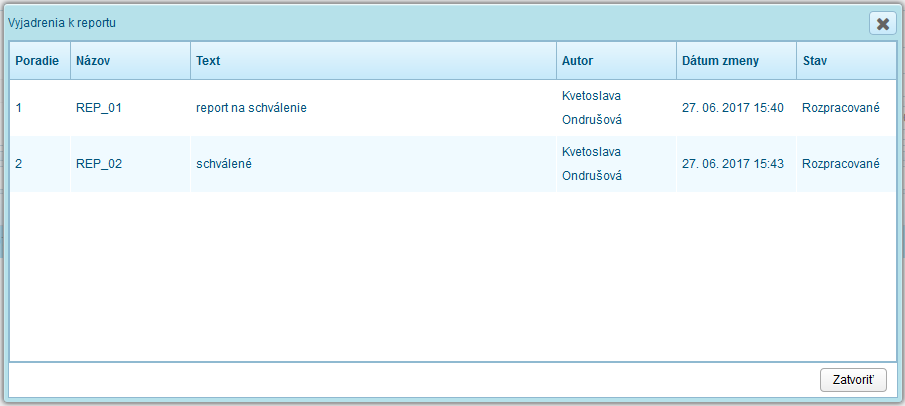 Vyjadrenia k reportu
Poradie Názov Text Autor Dátum zmeny Stav
1 REP_01 report na schválenie Kvetoslava Ondrušová 27. 06. 2017 15:40 Rozpracované
2 REP_02 schválené Kvetoslava Ondrušová 27. 06. 2017 15:43 Rozpracované
Zatvoriť